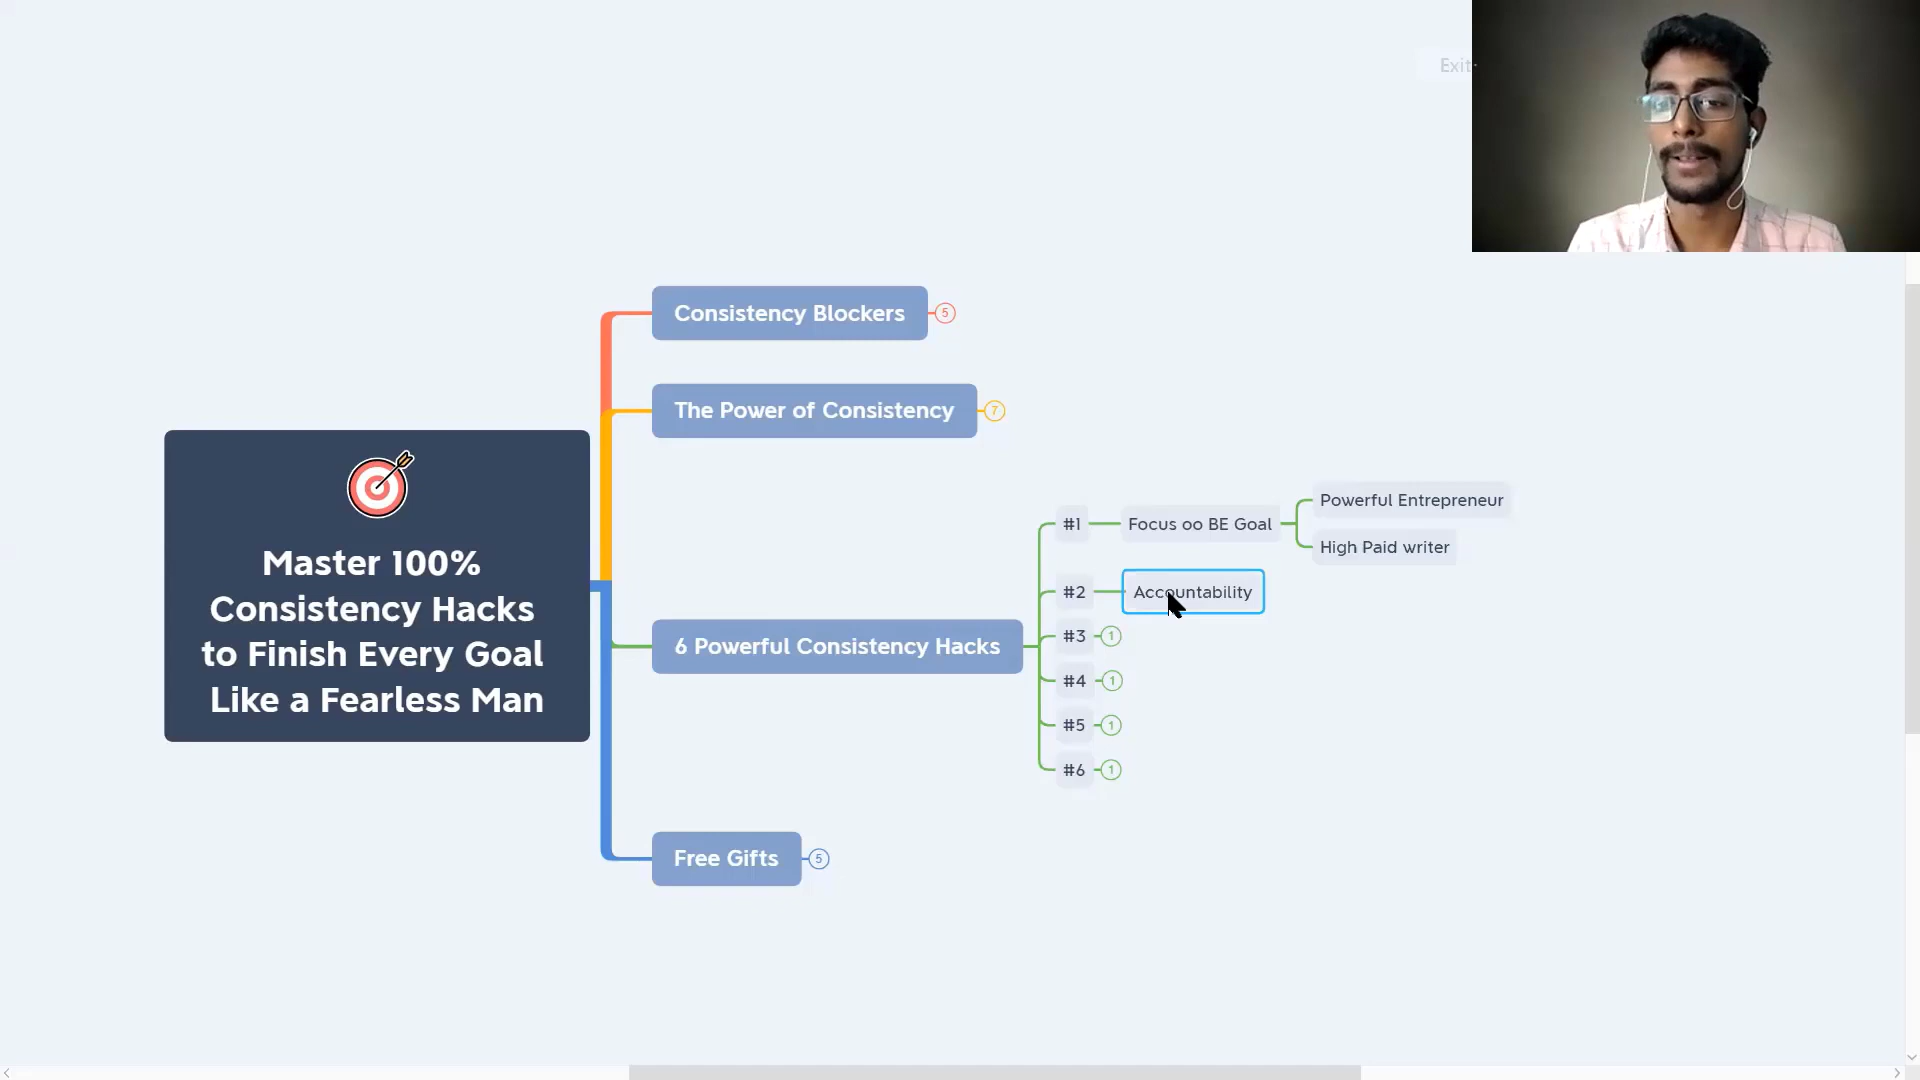 Exit
Consistency Blockers
5
The Power of Consistency
7
Master 100%
Consistency Hacks
to Finish Every Goal
Like a Fearless Man
6 Powerful Consistency Hacks
#1
Focus oo BE Goal
Powerful Entrepreneur
High Paid writer
#2
Accountability
#3
1
#4
1
#5
1
#6
1
Free Gifts
5